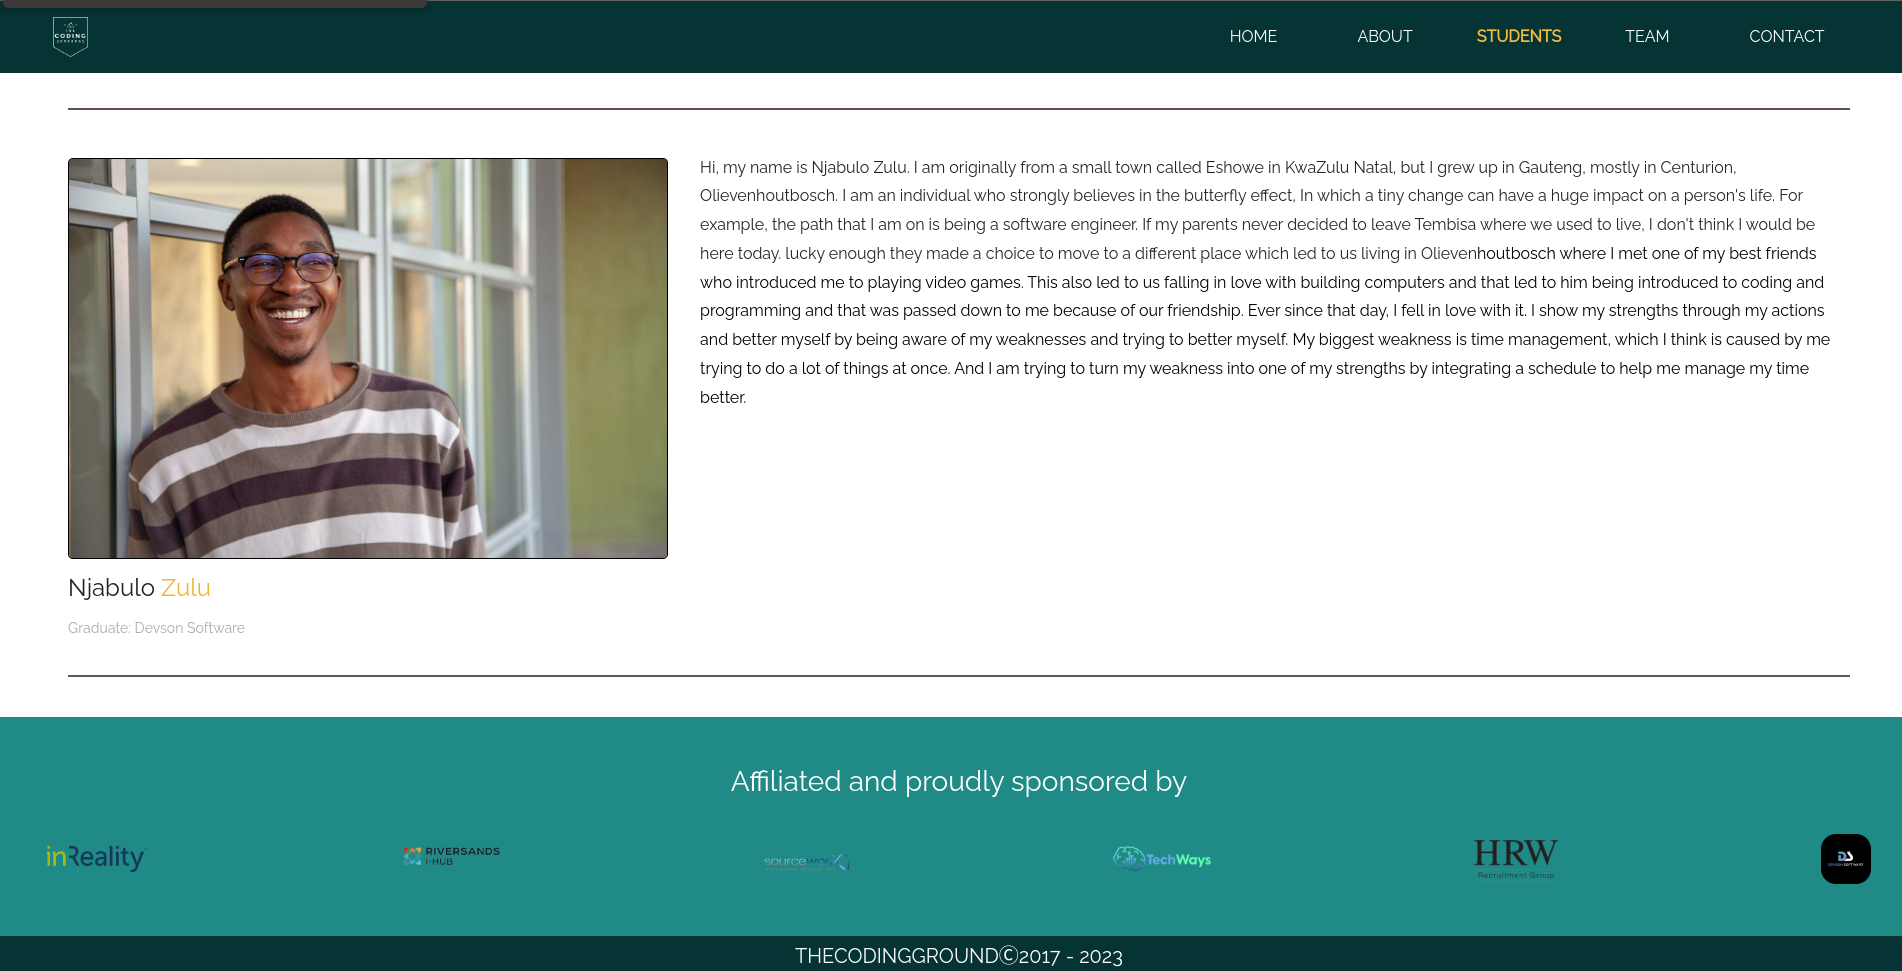 THE
CODING
GROUND
HOME ABOUT STUDENTS TEAM CONTACT
Hi, my name is Njabulo Zulu. I am originally from a small town called Eshowe in KwaZulu Natal, but I grew up in Gauteng, mostly in Centurion,
Olievenhoutbosch. I am an individual who strongly believes in the butterfly effect, In which a tiny change can have a huge impact on a person's life. For
example, the path that I am on is being a software engineer. If my parents never decided to leave Tembisa where we used to live, I don't think I would be
here today. lucky enough they made a choice to move to a different place which led to us living in Olievenhoutbosch where I met one of my best friends
who introduced me to playing video games. This also led to us falling in love with building computers and that led to him being introduced to coding and
programming and that was passed down to me because of our friendship. Ever since that day, I fell in love with it. I show my strengths through my actions
and better myself by being aware of my weaknesses and trying to better myself. My biggest weakness is time management, which I think is caused by me
trying to do a lot of things at once. And I am trying to turn my weakness into one of my strengths by integrating a schedule to help me manage my time
better.
Njabulo Zulu
Graduate: Devson Software
Affiliated and proudly sponsored by
inReality
RIVERSANDS
I-HUB
sourceworx
TechWays
HRW
Recruitment Group
DS
DEVSON SOFTWARE
THECODINGGROUND©2017 - 2023